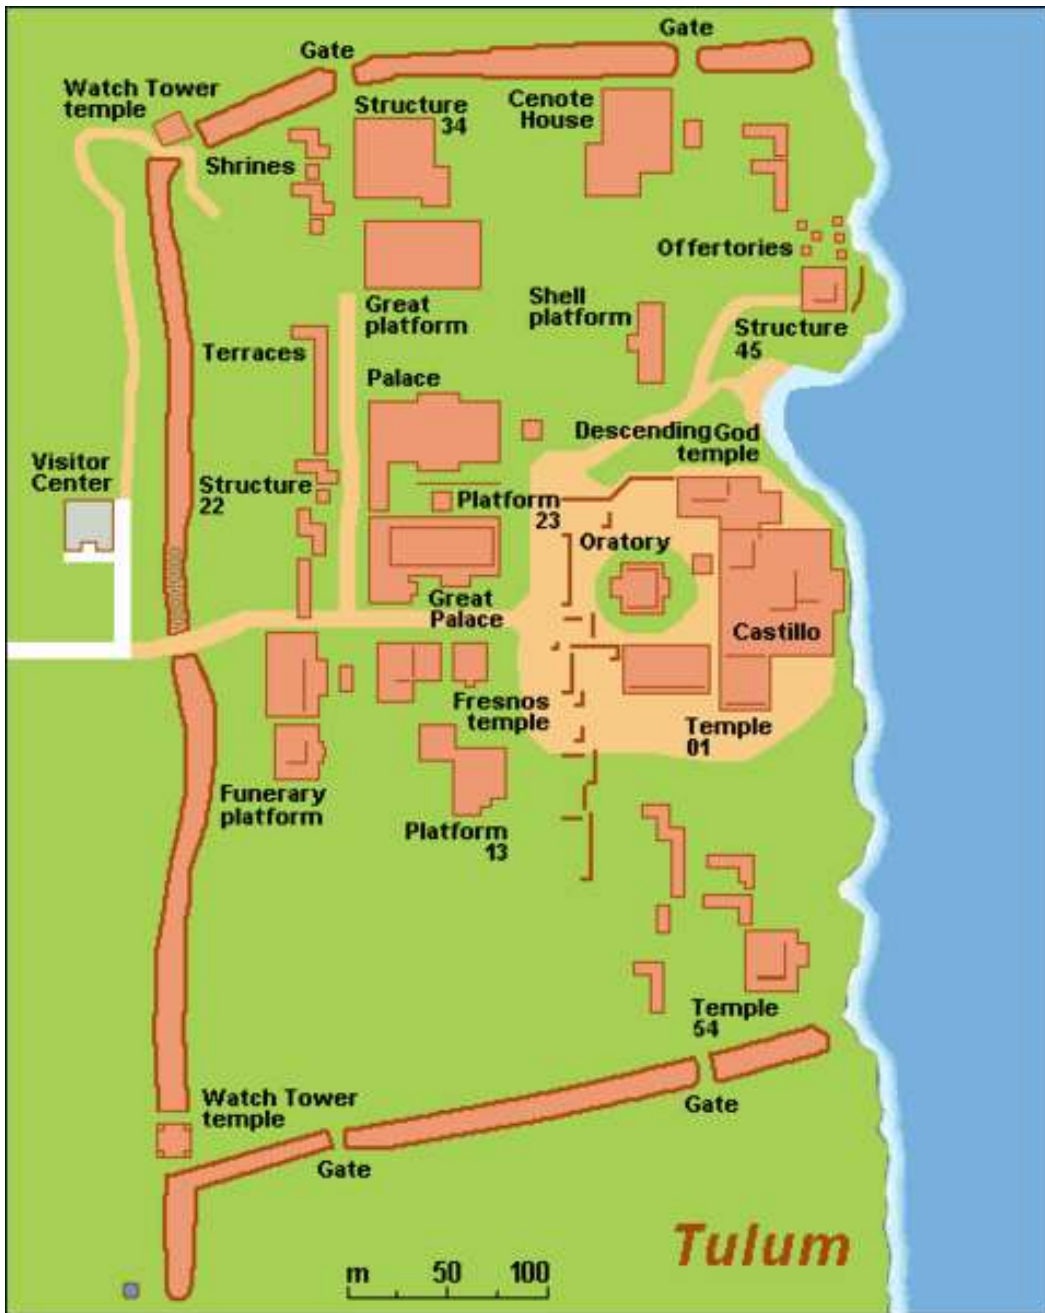 Gate
Gate
Watch Tower
temple
Structure
34
Cenote
House
Shrines
Offertories
Great
platform
Shell
platform
Structure
45
Terraces
Palace
Descending God
temple
Visitor
Center
Structure
22
Platform
23
Oratory
Great
Palace
Castillo
Fresnos
temple
Temple
01
Funerary
platform
Platform
13
Temple
54
Watch Tower
temple
Gate
Gate
Tulum
m 50 100